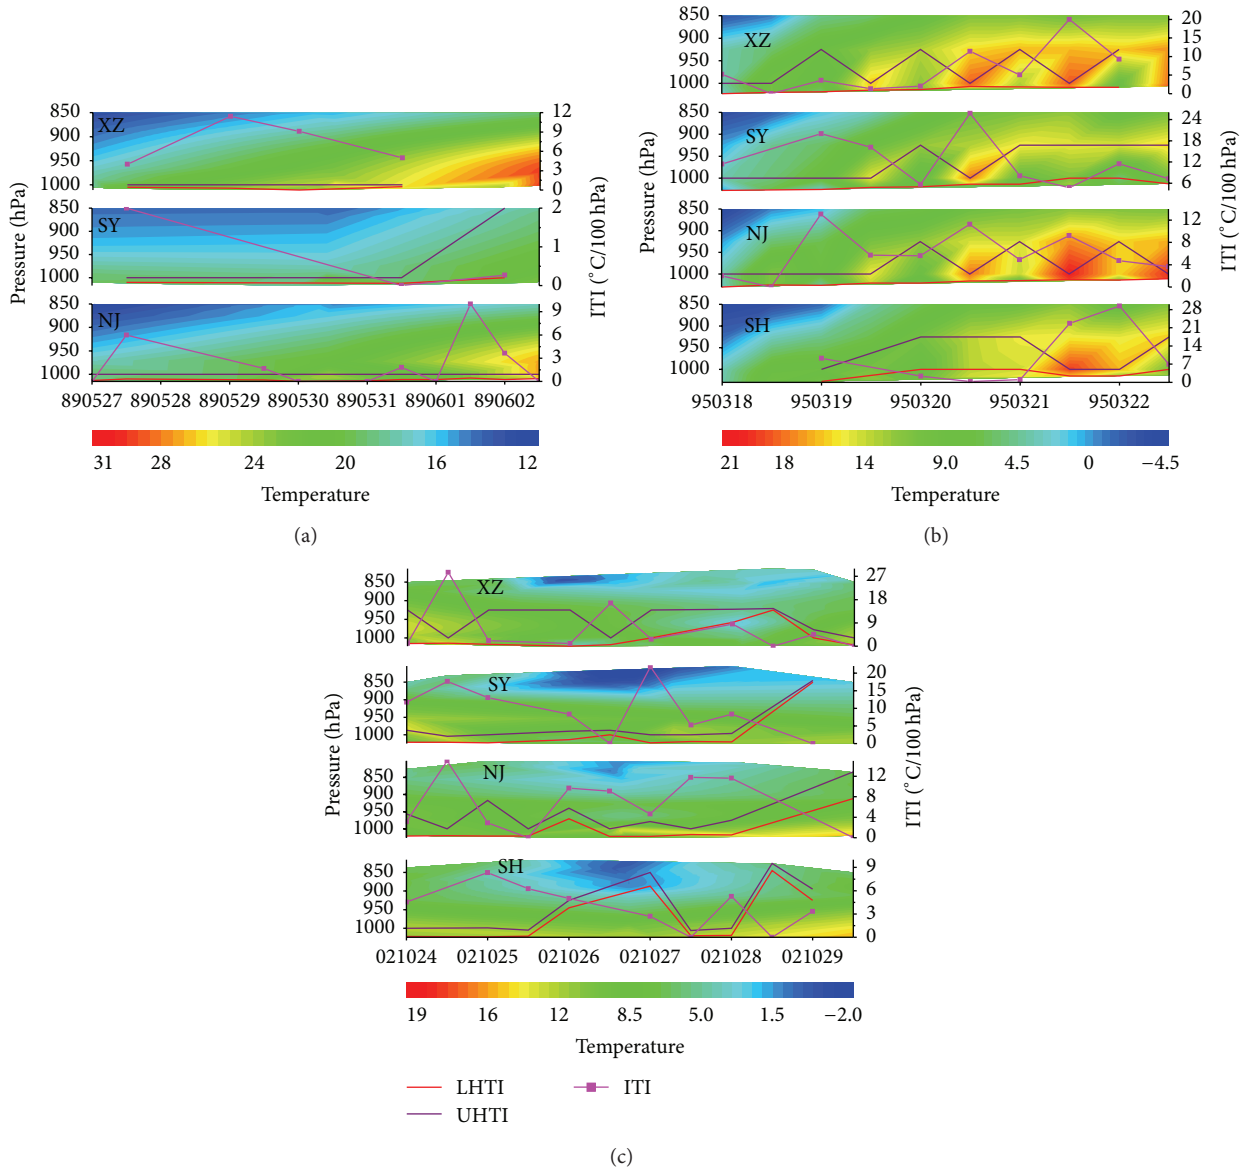 850
900
950
1000
XZ
12
9
6
3
0
850
900
950
1000
SY
2
1
0
850
900
950
1000
NJ
9
6
3
0
Pressure (hPa)
ITI (°C/100 hPa)
890527 890528 890529 890530 890531 890601 890602
31 28 24 20 16 12
Temperature
(a)
850
900
950
1000
XZ
20
15
10
5
0
850
900
950
1000
SY
24
18
12
6
850
900
950
1000
NJ
12
8
4
0
850
900
950
1000
SH
28
21
14
7
0
Pressure (hPa)
ITI (°C/100 hPa)
950318 950319 950320 950321 950322
21 18 14 9.0 4.5 0 −4.5
Temperature
(b)
850
900
950
1000
XZ
27
18
9
0
850
900
950
1000
SY
20
15
10
5
0
850
900
950
1000
NJ
12
8
4
0
850
900
950
1000
SH
9
6
3
0
Pressure (hPa)
Pressure (hPa)
ITI (°C/100 hPa)
021024 021025 021026 021027 021028 021029
19 16 12 8.5 5.0 1.5 −2.0
Temperature
LHTI
ITI
UHTI
(c)